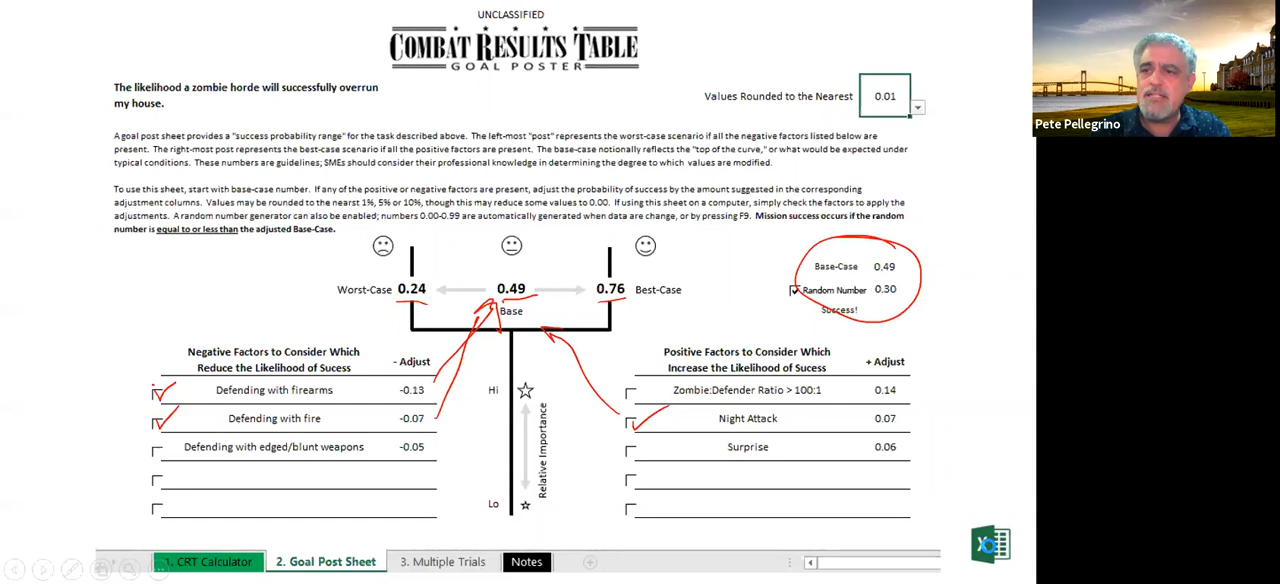 UNCLASSIFIED
COMBAT RESULTS TABLE
GOAL POSTER
The likelihood a zombie horde will successfully overrun
my house.
Values Rounded to the Nearest 0.01
A goal post sheet provides a "success probability range" for the task described above. The left-most "post" represents the worst-case scenario if all the negative factors listed below are
present. The right-most post represents the best-case scenario if all the positive factors are present. The base-case notionally reflects the "top of the curve," or what would be expected under
typical conditions. These numbers are guidelines; SMEs should consider their professional knowledge in determining the degree to which values are modified.
To use this sheet, start with base-case number. If any of the positive or negative factors are present, adjust the probability of success by the amount suggested in the corresponding
adjustment columns. Values may be rounded to the nearst 1%, 5% or 10%, though this may reduce some values to 0.00. If using this sheet on a computer, simply check the factors to apply the
adjustments. A random number generator can also be enabled; numbers 0.00-0.99 are automatically generated when data are change, or by pressing F9. Mission success occurs if the random
number is equal to or less than the adjusted Base-Case.
Base-Case 0.49
Random Number 0.30
Success!
Worst-Case 0.24 0.49 0.76 Best-Case
Base
Negative Factors to Consider Which
Reduce the Likelihood of Sucess - Adjust
Defending with firearms -0.13
Defending with fire -0.07
Defending with edged/blunt weapons -0.05
Hi
Relative Importance
Lo
Positive Factors to Consider Which
Increase the Likelihood of Sucess + Adjust
Zombie:Defender Ratio > 100:1 0.14
Night Attack 0.07
Surprise 0.06
1. CRT Calculator 2. Goal Post Sheet 3. Multiple Trials Notes
Pete Pellegrino